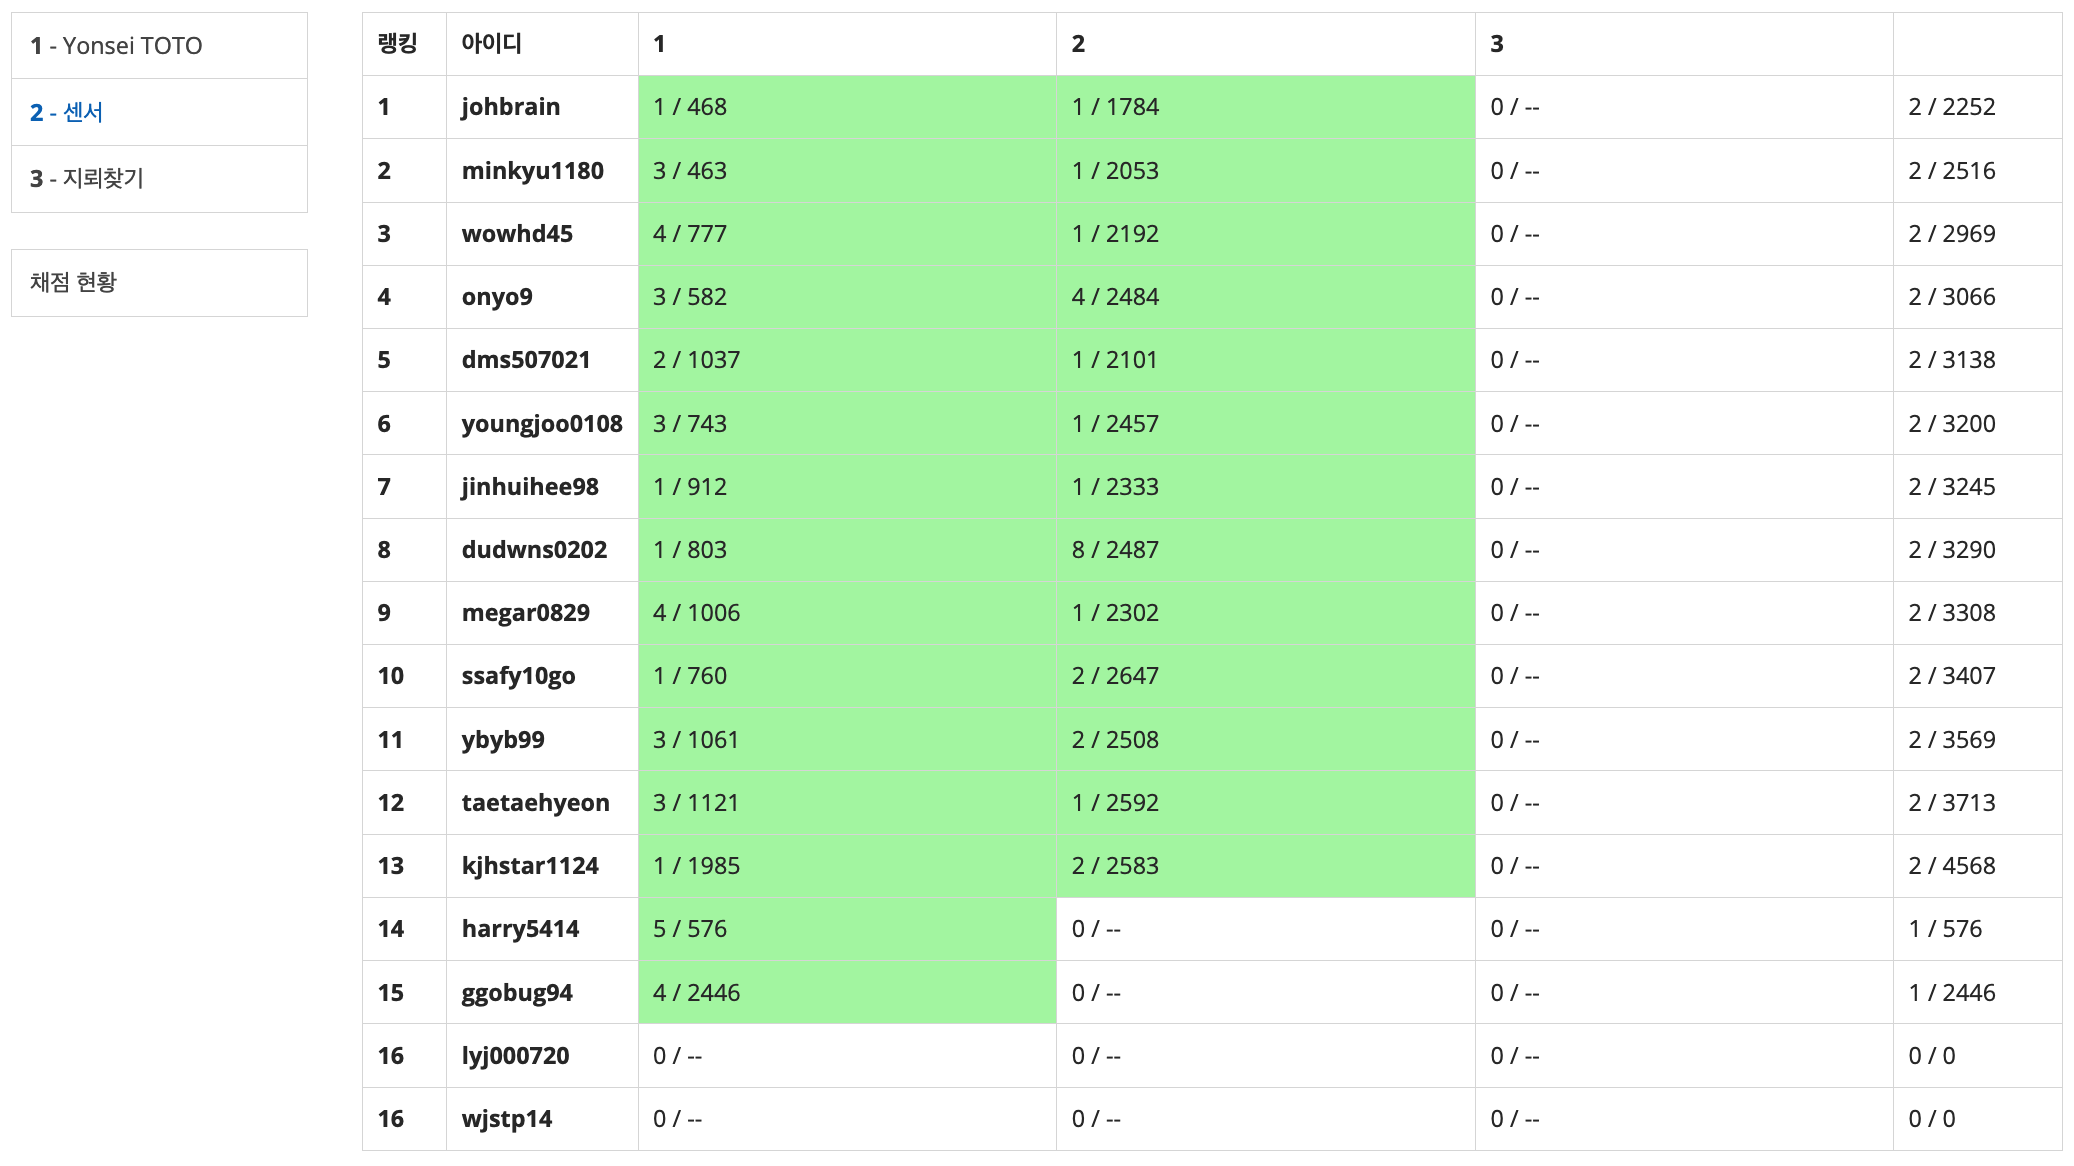 1 - Yonsei TOTO
2 - 센서
3 - 지뢰찾기
채점 현황
랭킹 아이디 1 2 3
1 johbrain 1 / 468 1 / 1784 0 / -- 2 / 2252
2 minkyu1180 3 / 463 1 / 2053 0 / -- 2 / 2516
3 wowhd45 4 / 777 1 / 2192 0 / -- 2 / 2969
4 onyo9 3 / 582 4 / 2484 0 / -- 2 / 3066
5 dms507021 2 / 1037 1 / 2101 0 / -- 2 / 3138
6 youngjoo0108 3 / 743 1 / 2457 0 / -- 2 / 3200
7 jinhuihee98 1 / 912 1 / 2333 0 / -- 2 / 3245
8 dudwns0202 1 / 803 8 / 2487 0 / -- 2 / 3290
9 megar0829 4 / 1006 1 / 2302 0 / -- 2 / 3308
10 ssafy10go 1 / 760 2 / 2647 0 / -- 2 / 3407
11 ybyb99 3 / 1061 2 / 2508 0 / -- 2 / 3569
12 taetaehyeon 3 / 1121 1 / 2592 0 / -- 2 / 3713
13 kjhstar1124 1 / 1985 2 / 2583 0 / -- 2 / 4568
14 harry5414 5 / 576 0 / -- 0 / -- 1 / 576
15 ggobug94 4 / 2446 0 / -- 0 / -- 1 / 2446
16 lyj000720 0 / -- 0 / -- 0 / -- 0 / 0
16 wjstp14 0 / -- 0 / -- 0 / -- 0 / 0